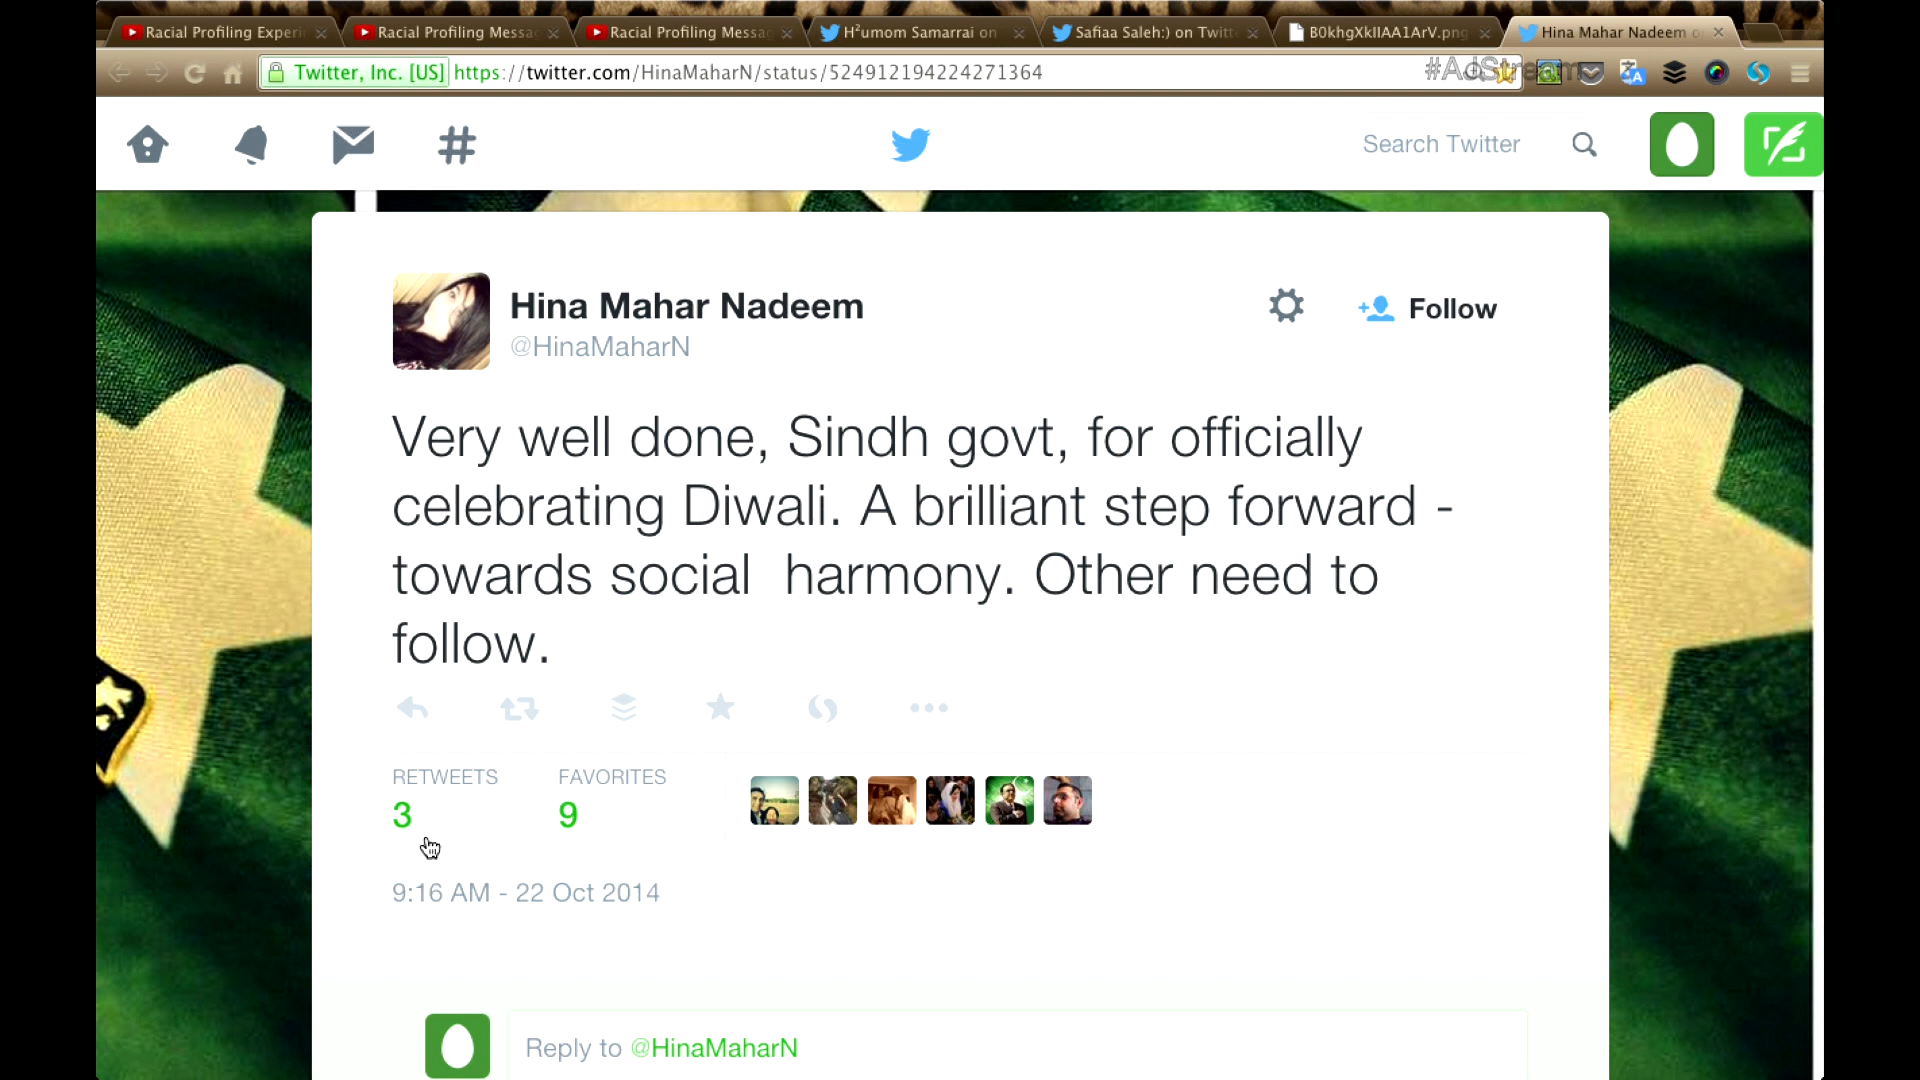 Racial Profiling Experi
Racial Profiling Messa
Racial Profiling Messag
H²umom Samarrai on
Safiaa Saleh:) on Twitt
B0khgXkIIAA1ArV.png
Hina Mahar Nadeem o
Twitter, Inc. [US] https://twitter.com/HinaMaharN/status/524912194224271364
#AdStream
Search Twitter
Hina Mahar Nadeem
@HinaMaharN
Follow
Very well done, Sindh govt, for officially
celebrating Diwali. A brilliant step forward -
towards social harmony. Other need to
follow.
RETWEETS
3
FAVORITES
9
9:16 AM - 22 Oct 2014
Reply to @HinaMaharN